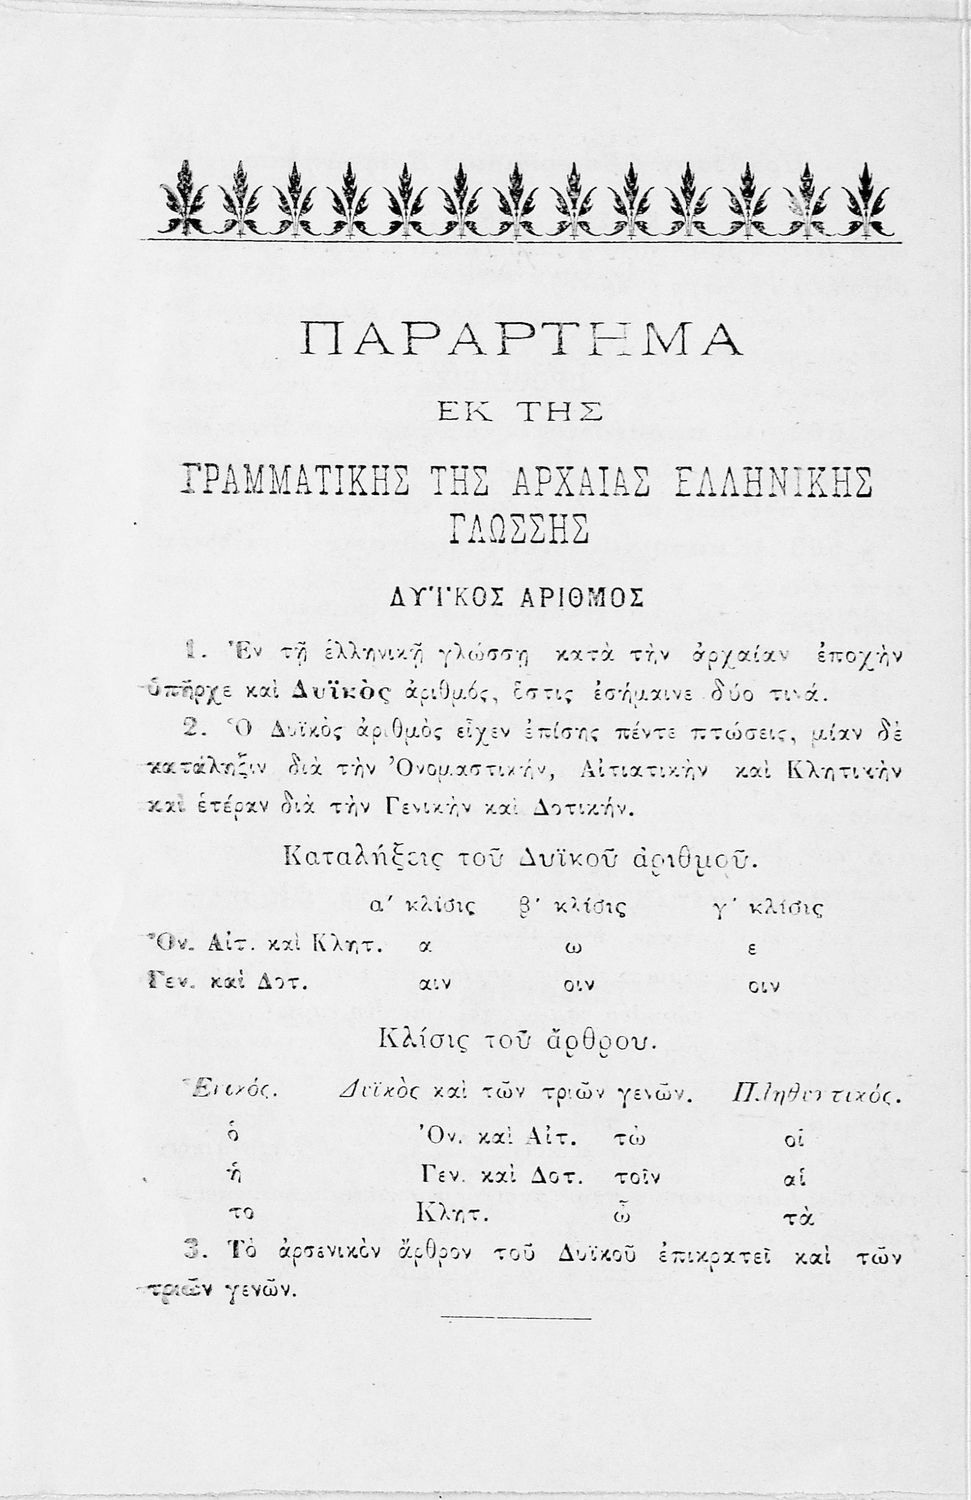 ΠΑΡΑΡΤΗΜΑ
ΕΚ ΤΗΣ
ΓΡΑΜΜΑΤΙΚΗΣ ΤΗΣ ΑΡΧΑΙΑΣ ΕΛΛΗΝΙΚΗΣ
ΓΛΩΣΣΗΣ
ΔΥΪΚΟΣ ΑΡΙΘΜΟΣ
1. Ἐν τῇ ἑλληνικῇ γλώσσῃ κατὰ τὴν ἀρχαίαν ἐποχὴν
ὑπῆρχε καὶ Δυϊκὸς ἀριθμός, ὅστις ἐσήμαινε δύο τινά.
2. Ὁ Δυϊκὸς ἀριθμὸς εἶχεν ἐπίσης πέντε πτώσεις, μίαν δὲ
κατάληξιν διὰ τὴν Ὀνομαστικήν, Αἰτιατικὴν καὶ Κλητικὴν
καὶ ἑτέραν διὰ τὴν Γενικὴν καὶ Δοτικήν.
Καταλήξεις τοῦ Δυϊκοῦ ἀριθμοῦ.
α΄ κλίσις β΄ κλίσις γ΄ κλίσις
Ὀν. Αἰτ. καὶ Κλητ. α ω ε
Γεν. καὶ Δοτ. αιν οιν οιν
Κλίσις τοῦ ἄρθρου.
Ἑνικός. Δυϊκὸς καὶ τῶν τριῶν γενῶν. Πληθυντικός.
ὁ Ὀν. καὶ Αἰτ. τὼ οἱ
ἡ Γεν. καὶ Δοτ. τοῖν αἱ
το Κλητ. ὦ τὰ
3. Τὸ ἀρσενικὸν ἄρθρον τοῦ Δυϊκοῦ ἐπικρατεῖ καὶ τῶν
τριῶν γενῶν.